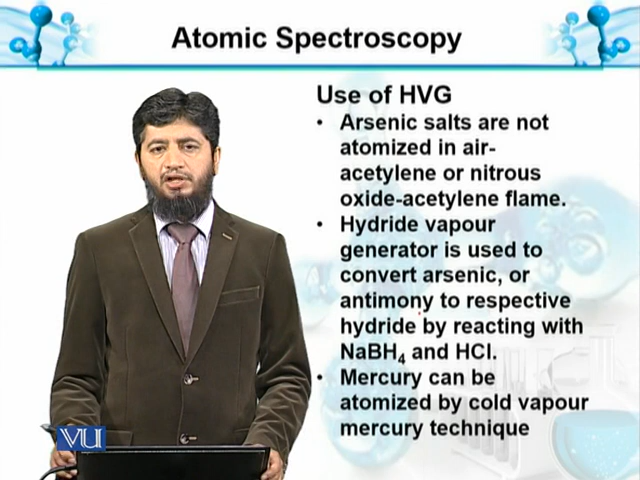 Atomic Spectroscopy
Use of HVG
• Arsenic salts are not
atomized in air-
acetylene or nitrous
oxide-acetylene flame.
• Hydride vapour
generator is used to
convert arsenic, or
antimony to respective
hydride by reacting with
NaBH₄ and HCl.
• Mercury can be
atomized by cold vapour
mercury technique
VU